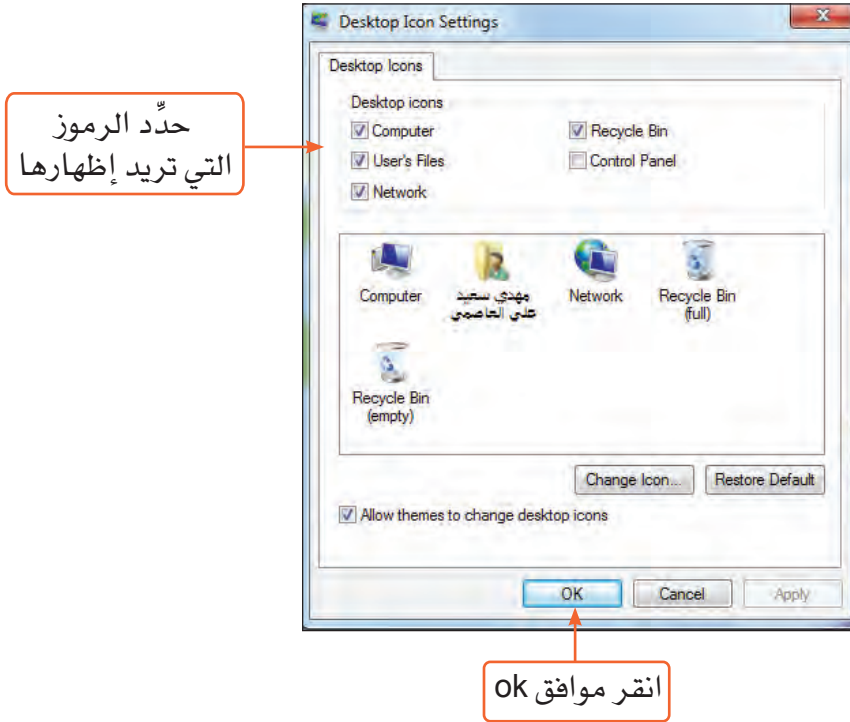 Desktop Icon Settings
Desktop Icons
Desktop icons
Computer
Recycle Bin
User's Files
Control Panel
Network
حدِّد الرموز
التي تريد إظهارها
Computer
مهدي سعيد
علي العاصمي
Network
Recycle Bin
(full)
Recycle Bin
(empty)
Change Icon...
Restore Default
Allow themes to change desktop icons
OK
Cancel
Apply
انقر موافق ok